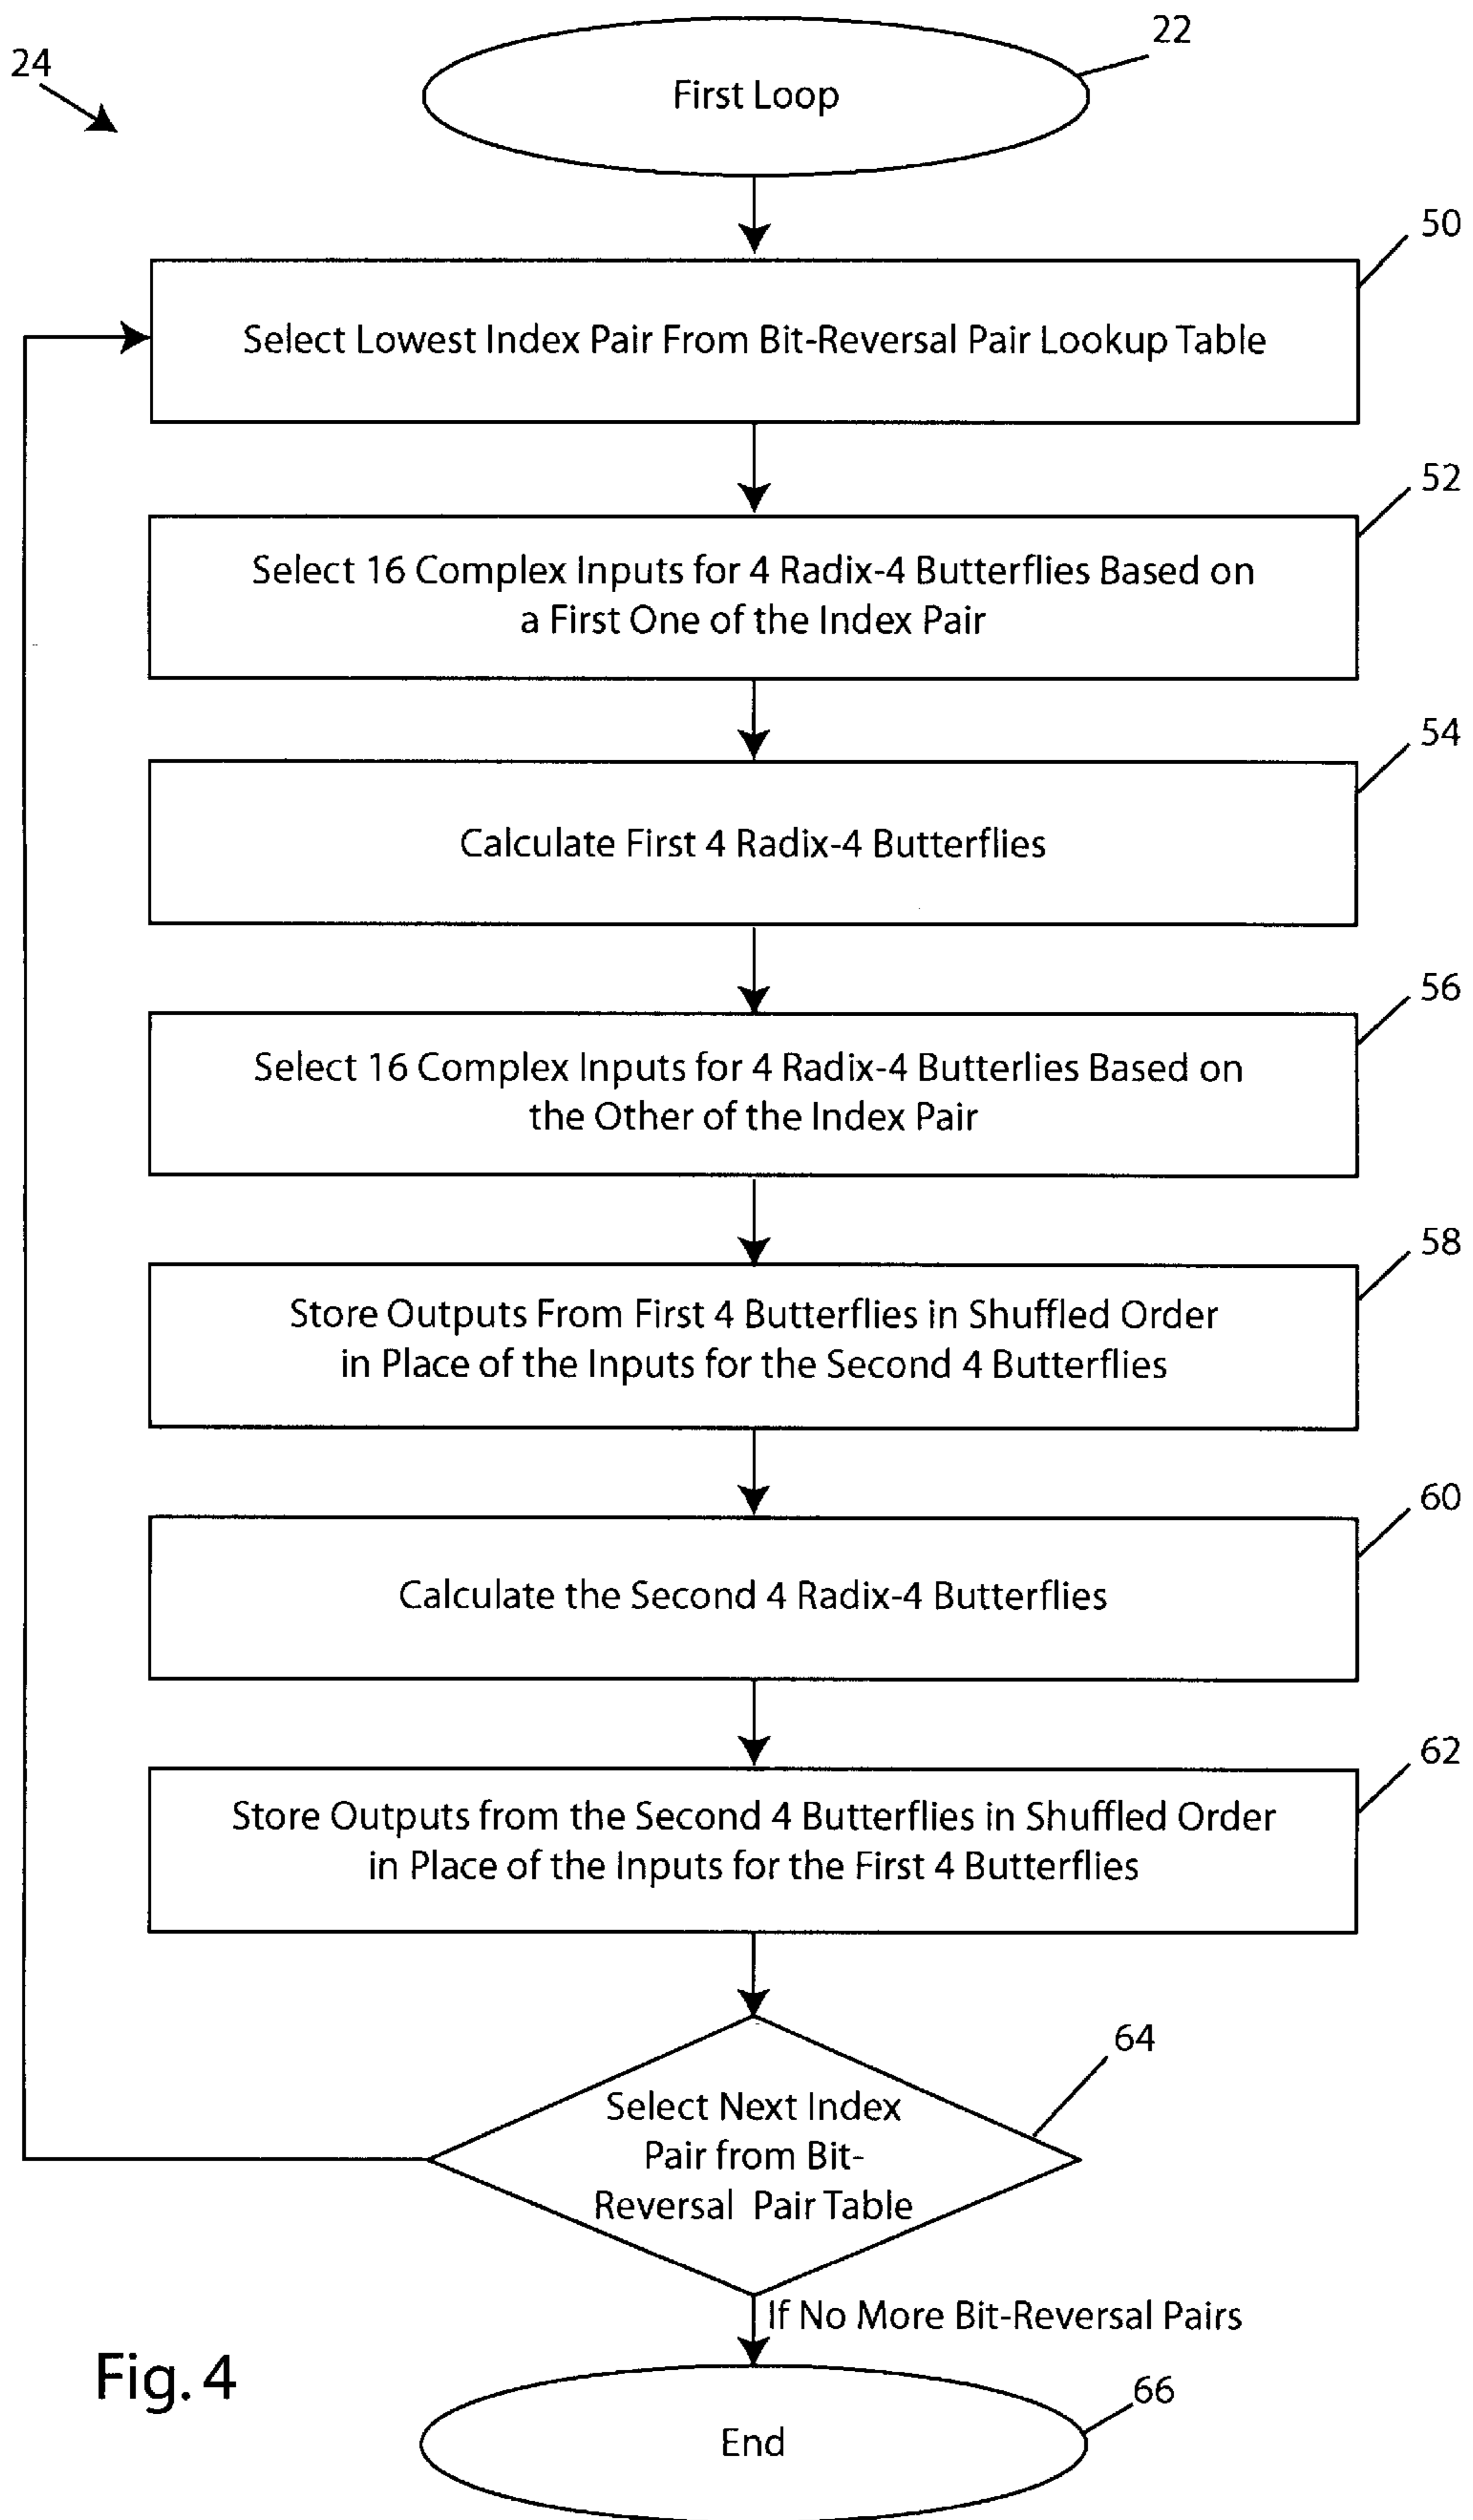 22
24
First Loop
50
Select Lowest Index Pair From Bit-Reversal Pair Lookup Table
52
Select 16 Complex Inputs for 4 Radix-4 Butterflies Based on
a First One of the Index Pair
54
Calculate First 4 Radix-4 Butterflies
56
Select 16 Complex Inputs for 4 Radix-4 Butterlies Based on
the Other of the Index Pair
58
Store Outputs From First 4 Butterflies in Shuffled Order
in Place of the Inputs for the Second 4 Butterflies
60
Calculate the Second 4 Radix-4 Butterflies
62
Store Outputs from the Second 4 Butterflies in Shuffled Order
in Place of the Inputs for the First 4 Butterflies
64
Select Next Index
Pair from Bit-
Reversal Pair Table
If No More Bit-Reversal Pairs
Fig. 4
66
End